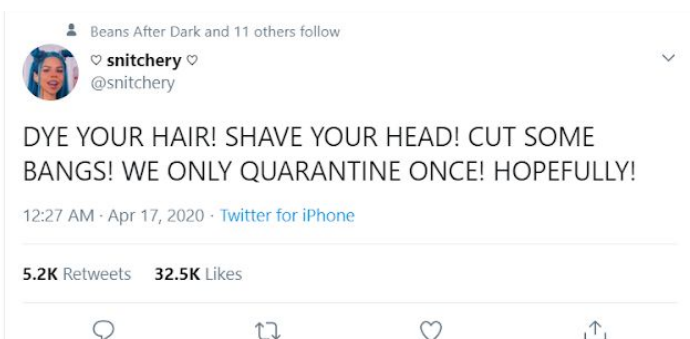 Beans After Dark and 11 others follow
♡ snitchery ♡
@snitchery
DYE YOUR HAIR! SHAVE YOUR HEAD! CUT SOME
BANGS! WE ONLY QUARANTINE ONCE! HOPEFULLY!
12:27 AM · Apr 17, 2020 · Twitter for iPhone
5.2K Retweets 32.5K Likes